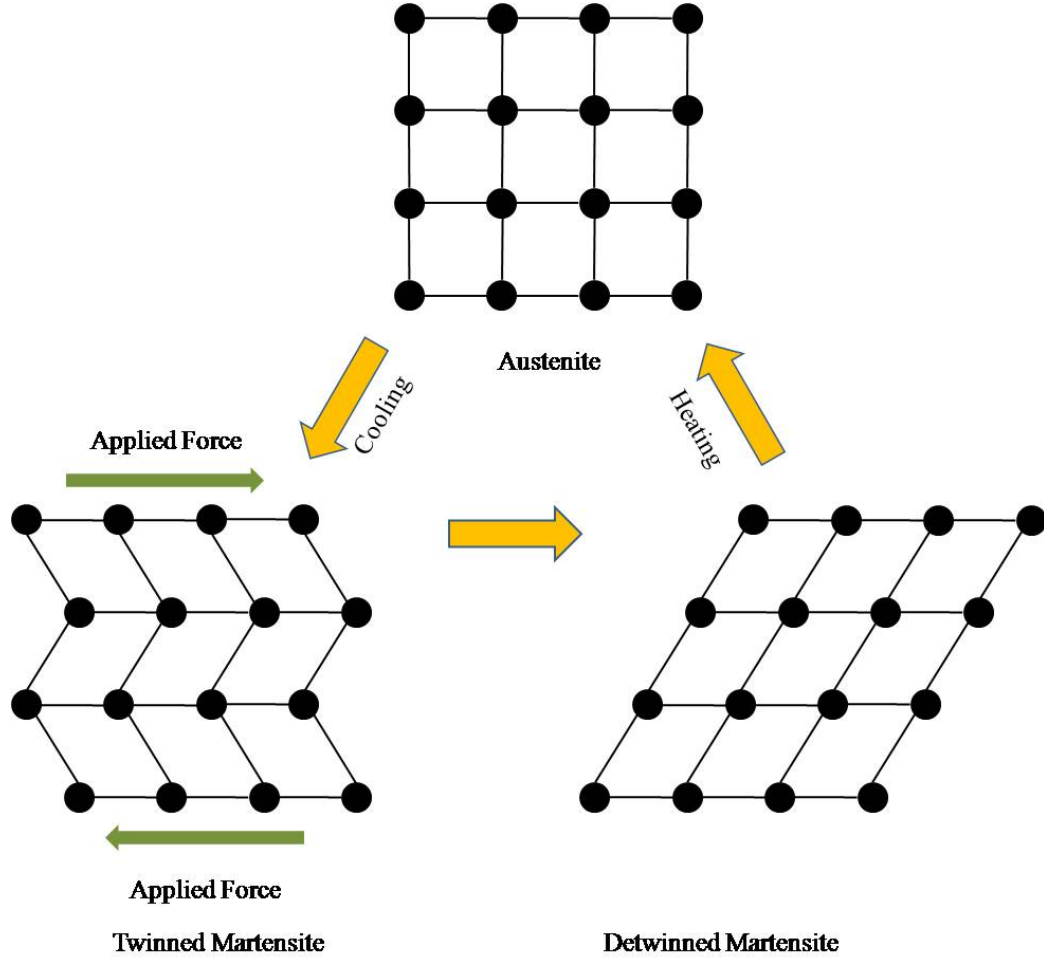 Austenite
Cooling
Heating
Applied Force
Applied Force
Twinned Martensite
Detwinned Martensite